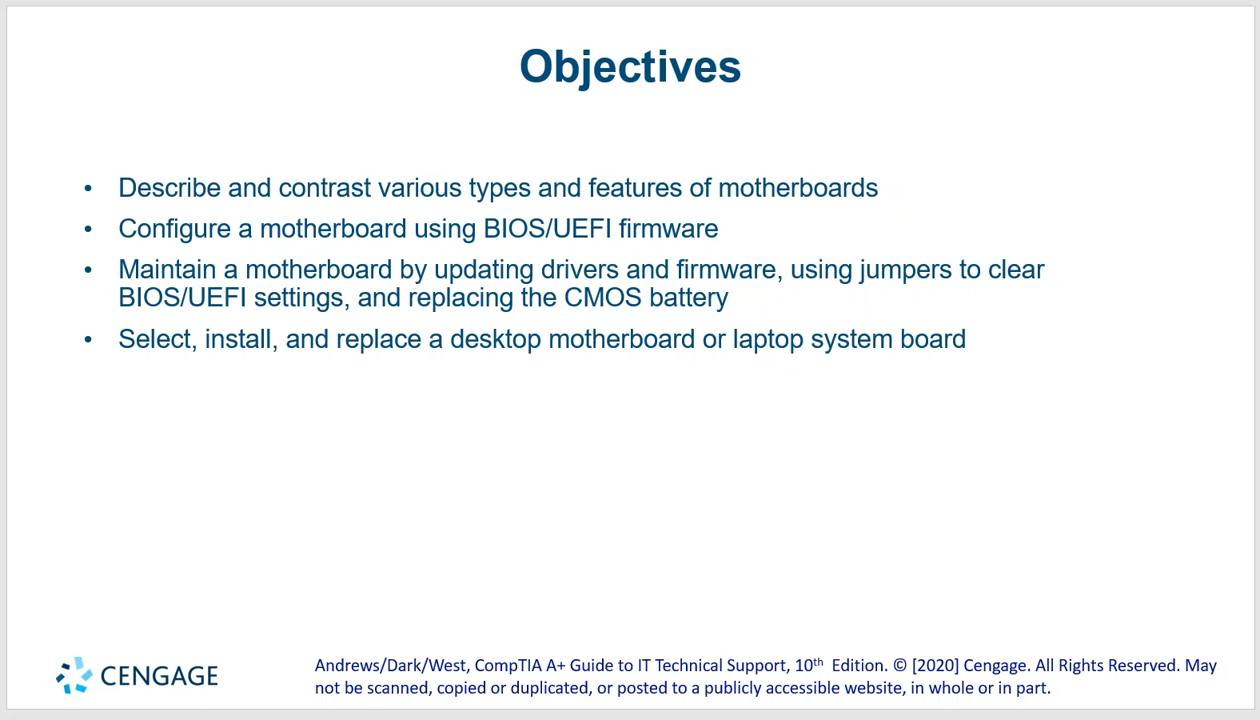 Objectives
• Describe and contrast various types and features of motherboards
• Configure a motherboard using BIOS/UEFI firmware
• Maintain a motherboard by updating drivers and firmware, using jumpers to clear
BIOS/UEFI settings, and replacing the CMOS battery
• Select, install, and replace a desktop motherboard or laptop system board
CENGAGE
Andrews/Dark/West, CompTIA A+ Guide to IT Technical Support, 10th Edition. © [2020] Cengage. All Rights Reserved. May
not be scanned, copied or duplicated, or posted to a publicly accessible website, in whole or in part.